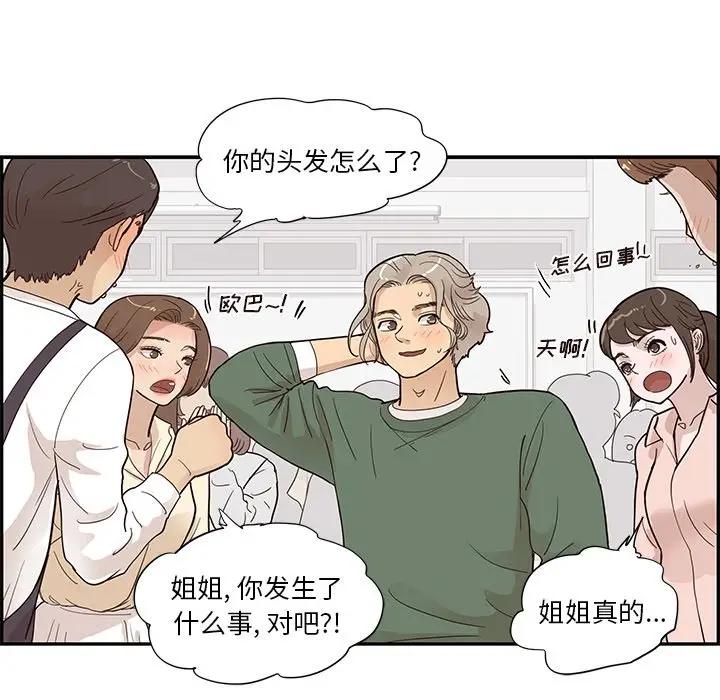 你的头发怎么了?
欧巴~!
怎么回事~
天啊!
姐姐, 你发生了
什么事, 对吧?!
姐姐真的...